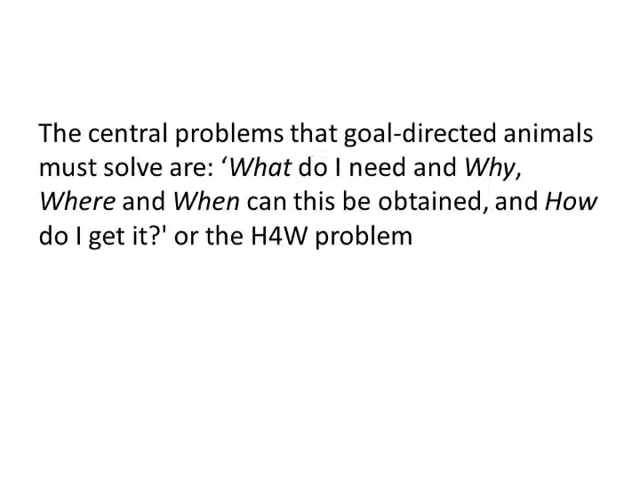 The central problems that goal-directed animals
must solve are: ‘What do I need and Why,
Where and When can this be obtained, and How
do I get it?' or the H4W problem